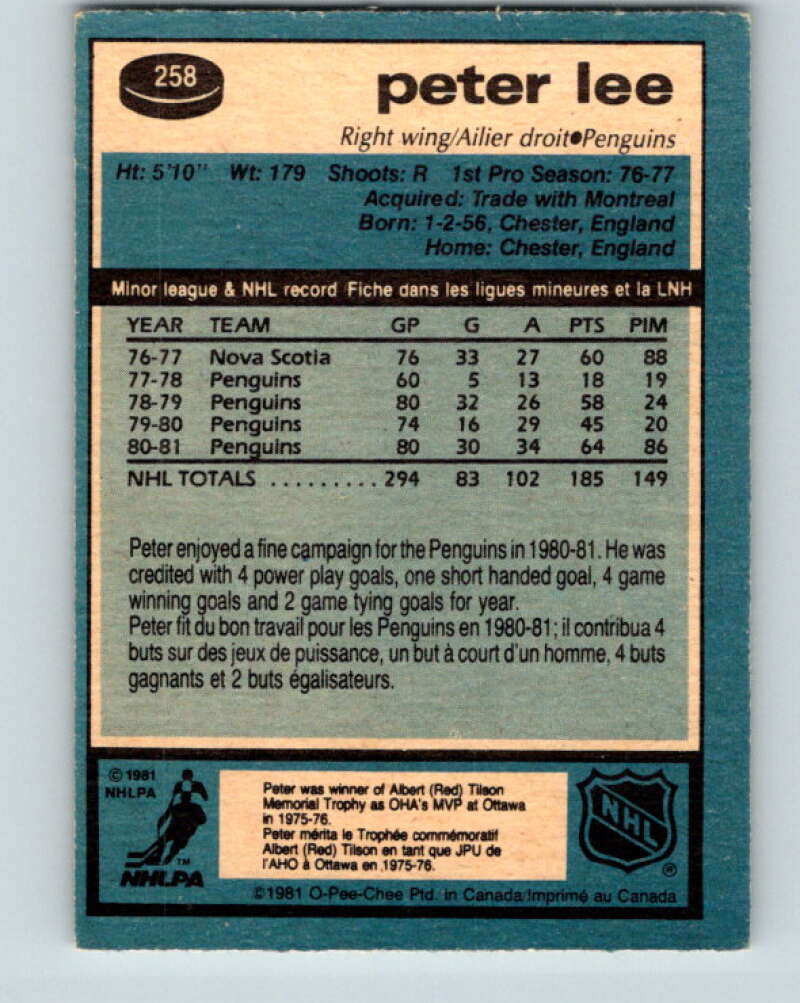 258
peter lee
Right wing/Ailier droit●Penguins
Ht: 5'10" Wt: 179 Shoots: R 1st Pro Season: 76-77
Acquired: Trade with Montreal
Born: 1-2-56, Chester, England
Home: Chester, England
Minor league & NHL record Fiche dans les ligues mineures et la LNH
YEAR TEAM GP G A PTS PIM
76-77 Nova Scotia 76 33 27 60 88
77-78 Penguins 60 5 13 18 19
78-79 Penguins 80 32 26 58 24
79-80 Penguins 74 16 29 45 20
80-81 Penguins 80 30 34 64 86
NHL TOTALS ......... 294 83 102 185 149
Peter enjoyed a fine campaign for the Penguins in 1980-81. He was
credited with 4 power play goals, one short handed goal, 4 game
winning goals and 2 game tying goals for year.
Peter fit du bon travail pour les Penguins en 1980-81; il contribua 4
buts sur des jeux de puissance, un but à court d'un homme, 4 buts
gagnants et 2 buts égalisateurs.
© 1981
NHLPA
TM
NHLPA
Peter was winner of Albert (Red) Tilson
Memorial Trophy as OHA's MVP at Ottawa
in 1975-76.
Peter mérita le Trophée commémoratif
Albert (Red) Tilson en tant que JPU de
l'AHO à Ottawa en 1975-76.
NHL
®
©1981 O-Pee-Chee Ptd. in Canada/Imprimé au Canada